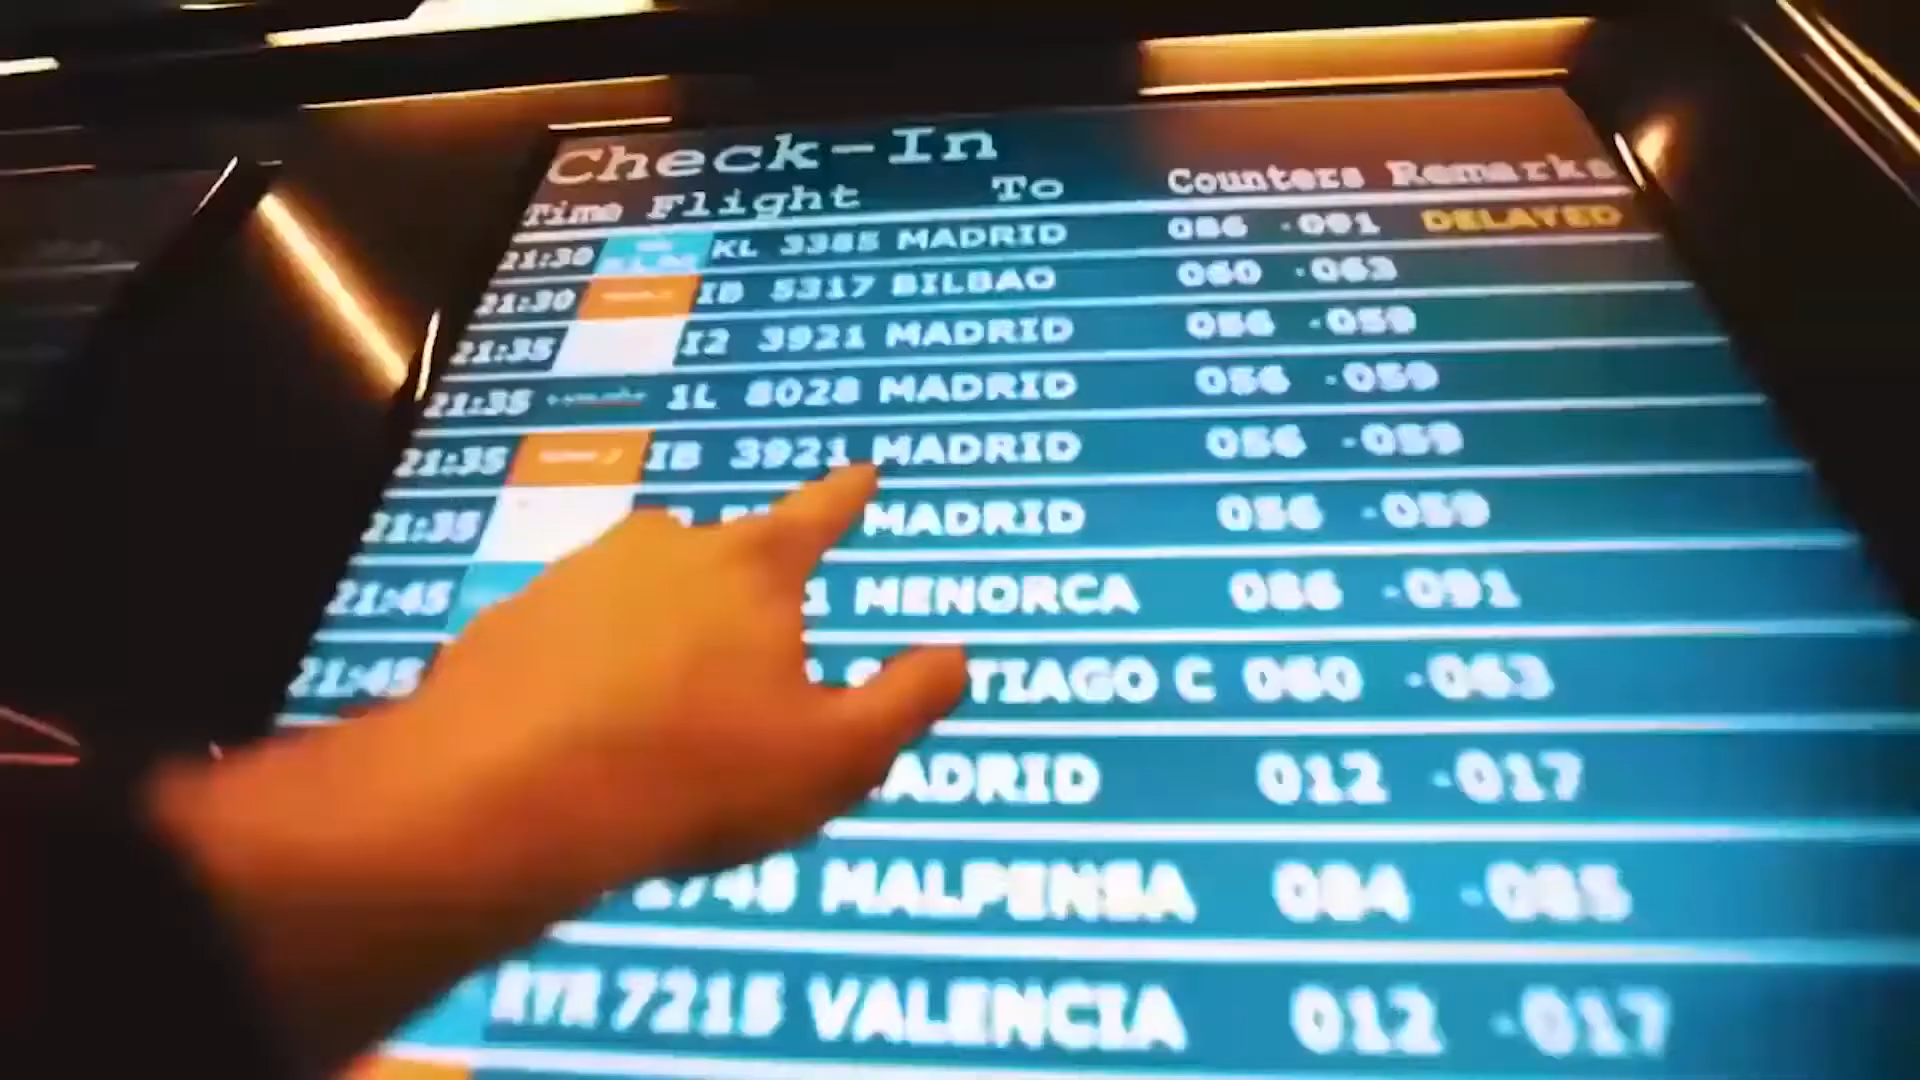 Check-In
Time Flight To Counters Remarks
21:30 KL 3385 MADRID 086 -091 DELAYED
21:30 IB 5317 BILBAO 060 -063
21:35 I2 3921 MADRID 056 -059
21:35 1L 8028 MADRID 056 -059
21:35 IB 3921 MADRID 056 -059
21:35 MADRID 056 -059
21:45 1 MENORCA 086 -091
21:45 TIAGO C 060 -063
ADRID 012 -017
MALPENSA 084 -085
RYR 7215 VALENCIA 012 -017